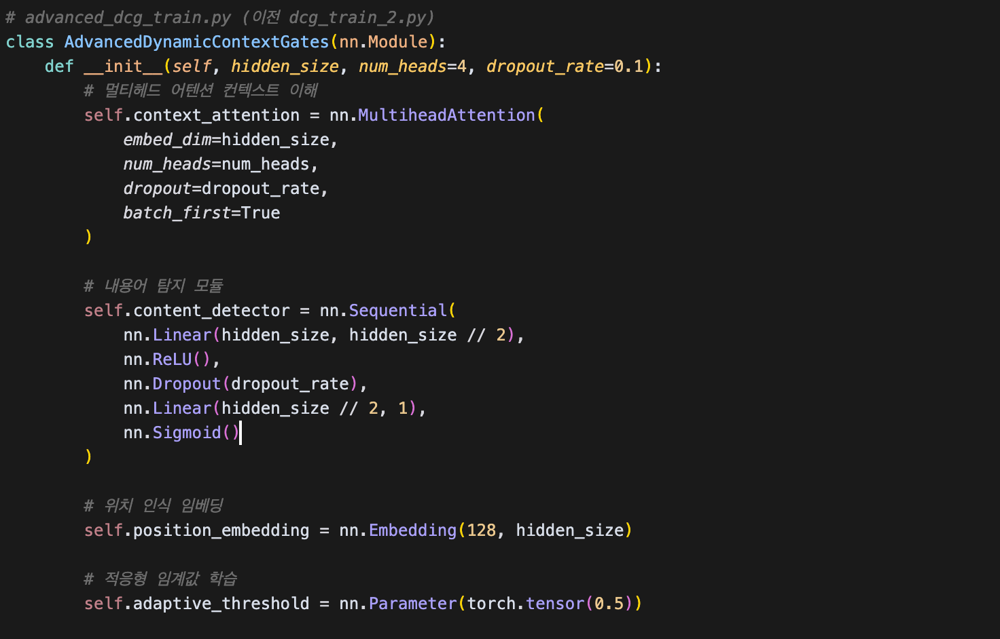 # advanced_dcg_train.py (이전 dcg_train_2.py)
class AdvancedDynamicContextGates(nn.Module):
    def __init__(self, hidden_size, num_heads=4, dropout_rate=0.1):
        # 멀티헤드 어텐션 컨텍스트 이해
        self.context_attention = nn.MultiheadAttention(
            embed_dim=hidden_size,
            num_heads=num_heads,
            dropout=dropout_rate,
            batch_first=True
        )

        # 내용어 탐지 모듈
        self.content_detector = nn.Sequential(
            nn.Linear(hidden_size, hidden_size // 2),
            nn.ReLU(),
            nn.Dropout(dropout_rate),
            nn.Linear(hidden_size // 2, 1),
            nn.Sigmoid()
        )

        # 위치 인식 임베딩
        self.position_embedding = nn.Embedding(128, hidden_size)

        # 적응형 임계값 학습
        self.adaptive_threshold = nn.Parameter(torch.tensor(0.5))